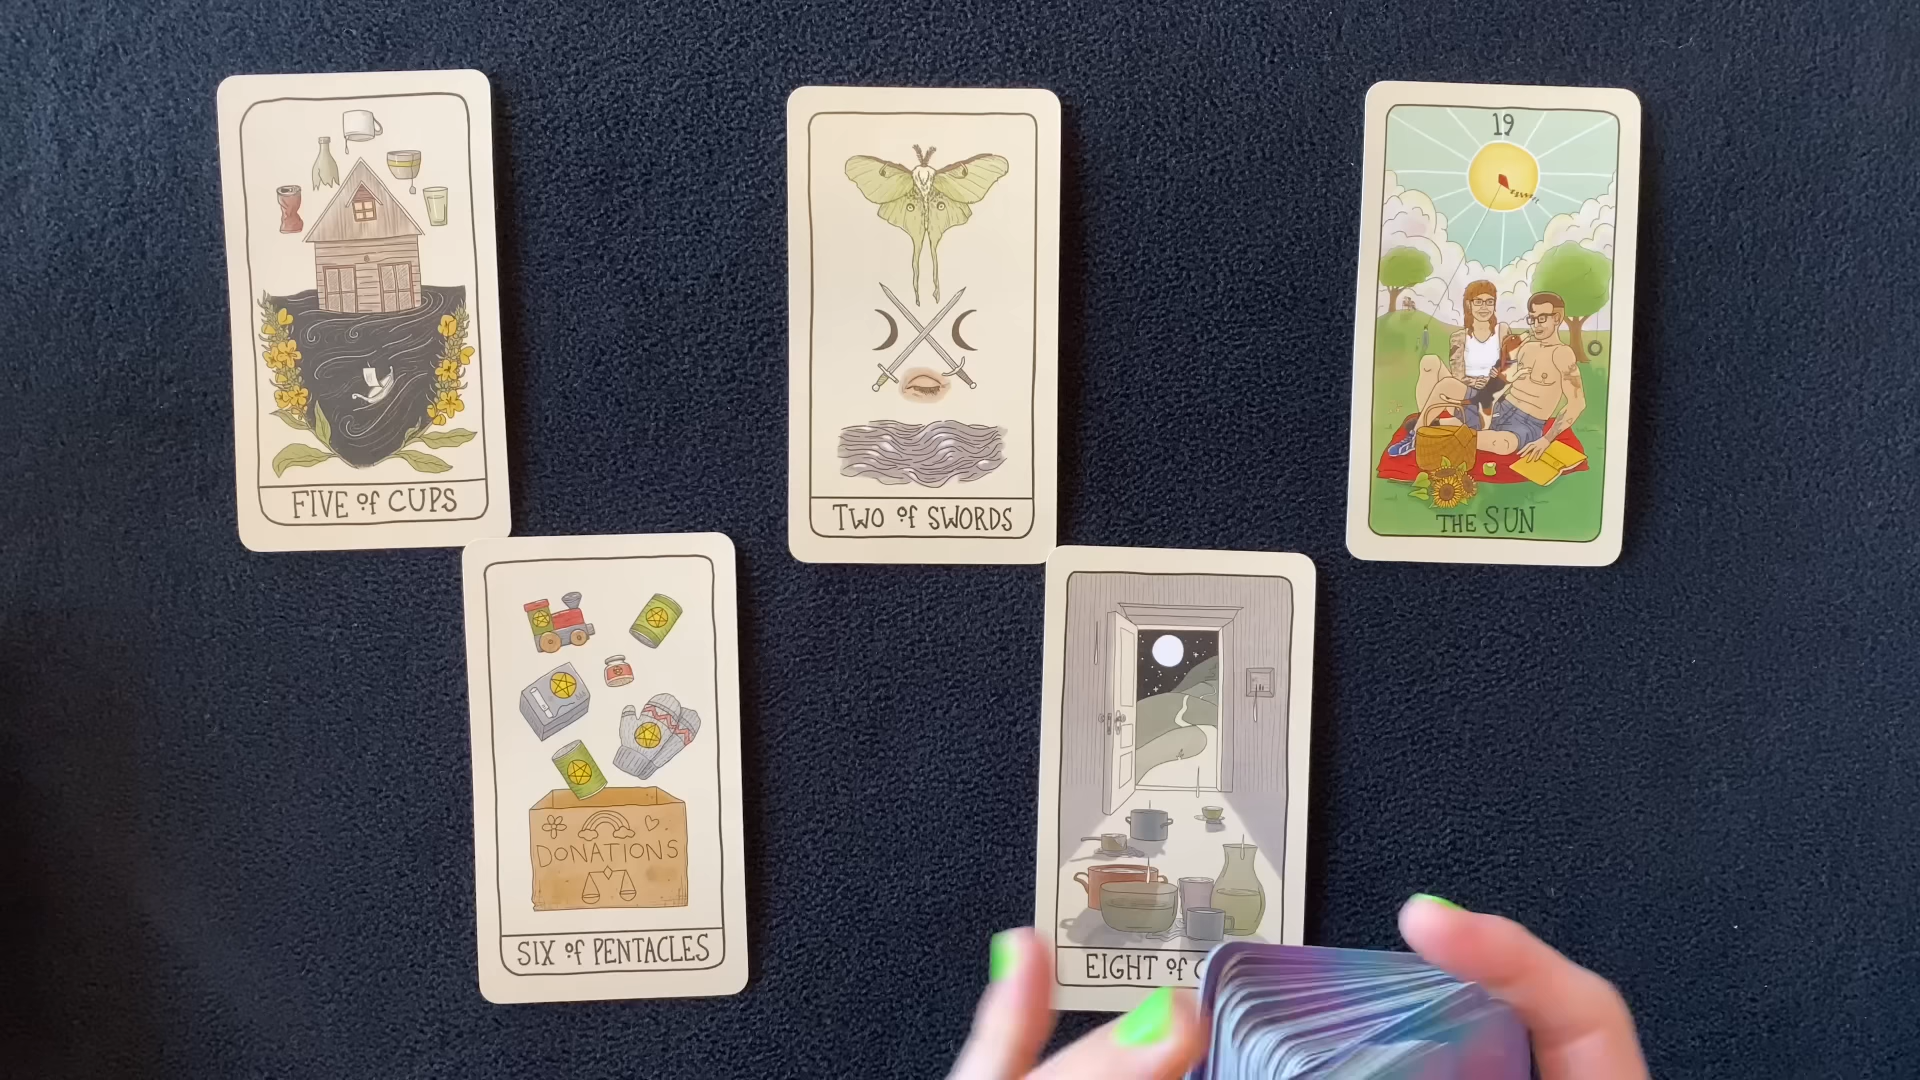 FIVE of CUPS
TWO of SWORDS
19
THE SUN
DONATIONS
SIX of PENTACLES
EIGHT of C